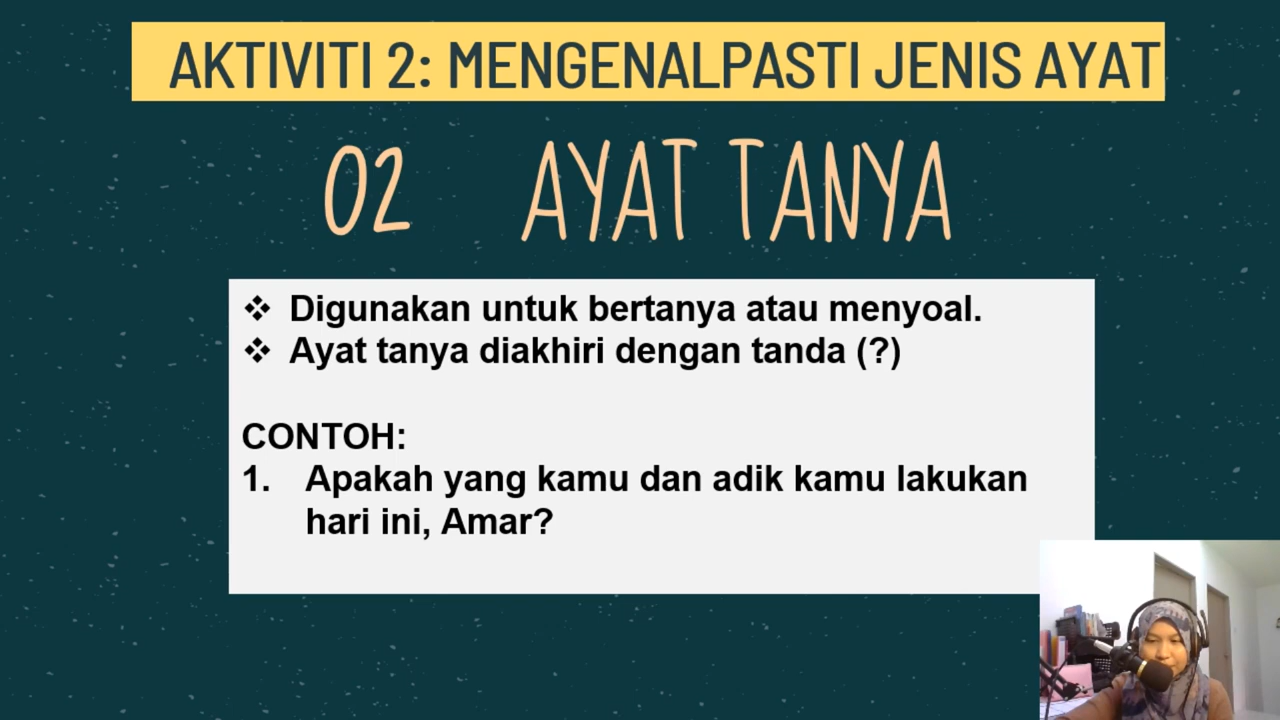 AKTIVITI 2: MENGENALPASTI JENIS AYAT
02 AYAT TANYA
❖ Digunakan untuk bertanya atau menyoal.
❖ Ayat tanya diakhiri dengan tanda (?)
CONTOH:
1. Apakah yang kamu dan adik kamu lakukan
hari ini, Amar?